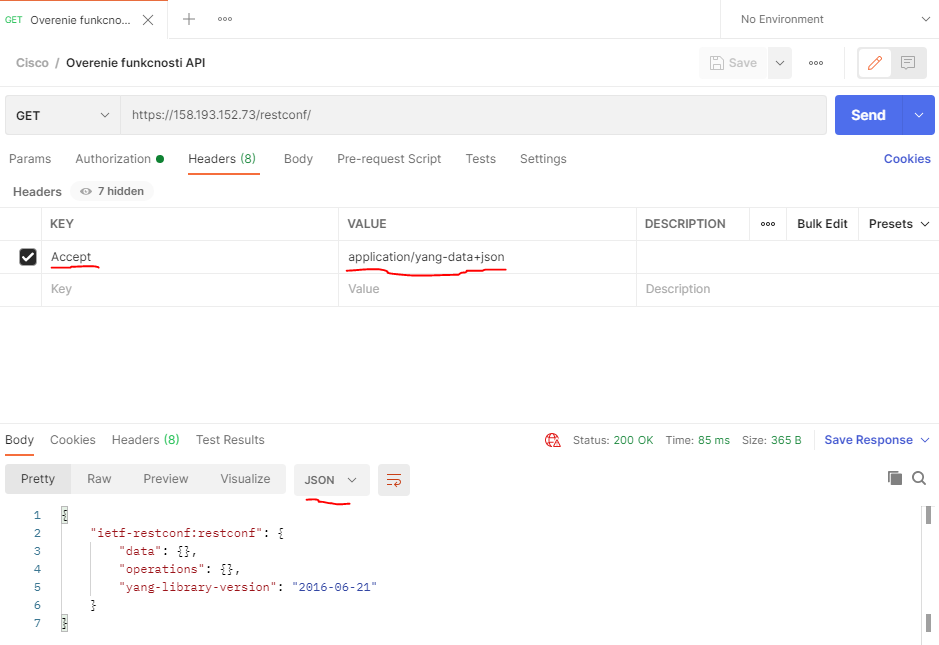 GET Overenie funkcno...
No Environment
Cisco / Overenie funkcnosti API
Save
GET https://158.193.152.73/restconf/ Send
Params Authorization Headers (8) Body Pre-request Script Tests Settings Cookies
Headers 7 hidden
KEY VALUE DESCRIPTION Bulk Edit Presets
Accept application/yang-data+json
Key Value Description
Body Cookies Headers (8) Test Results Status: 200 OK Time: 85 ms Size: 365 B Save Response
Pretty Raw Preview Visualize JSON
1 {
2 "ietf-restconf:restconf": {
3 "data": {},
4 "operations": {},
5 "yang-library-version": "2016-06-21"
6 }
7 }